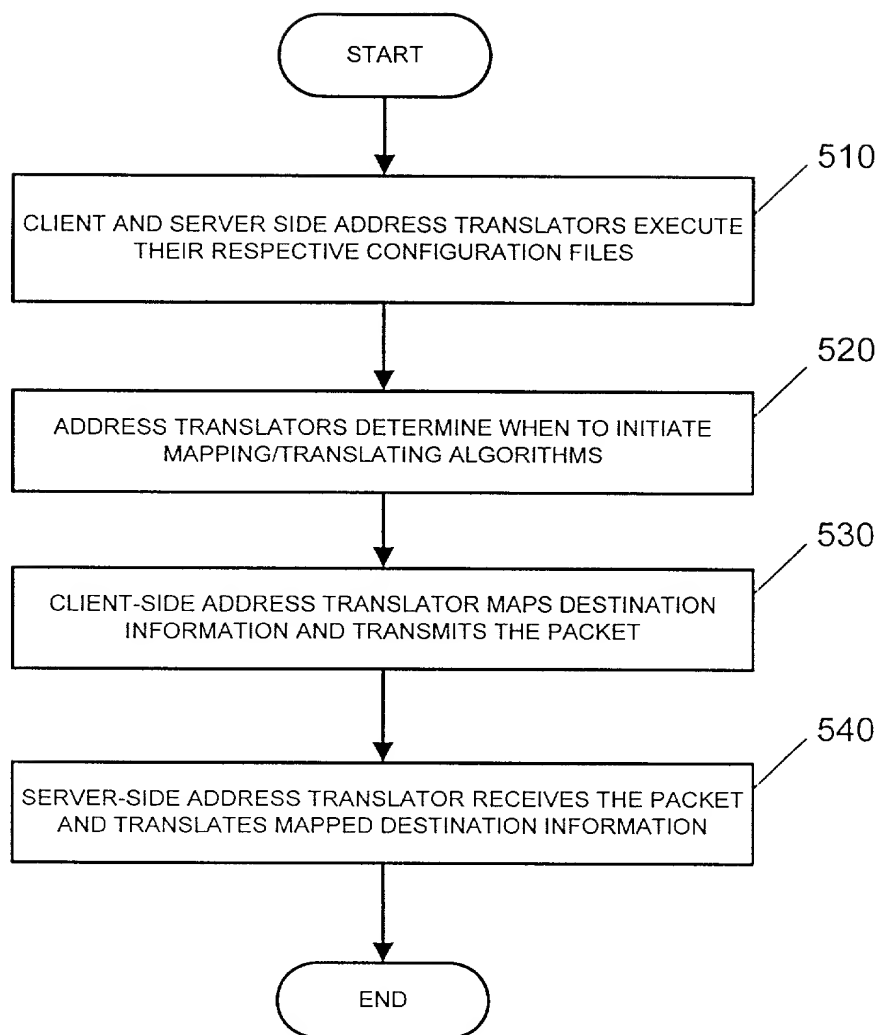 START
510
CLIENT AND SERVER SIDE ADDRESS TRANSLATORS EXECUTE
THEIR RESPECTIVE CONFIGURATION FILES
520
ADDRESS TRANSLATORS DETERMINE WHEN TO INITIATE
MAPPING/TRANSLATING ALGORITHMS
530
CLIENT-SIDE ADDRESS TRANSLATOR MAPS DESTINATION
INFORMATION AND TRANSMITS THE PACKET
540
SERVER-SIDE ADDRESS TRANSLATOR RECEIVES THE PACKET
AND TRANSLATES MAPPED DESTINATION INFORMATION
END